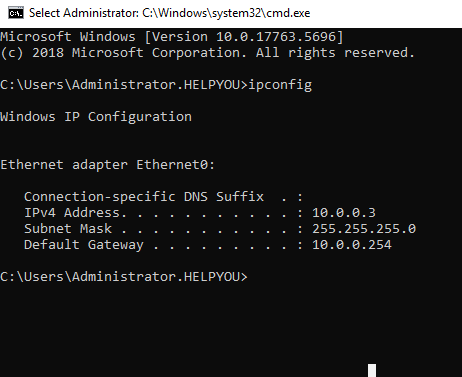 Select Administrator: C:\Windows\system32\cmd.exe
Microsoft Windows [Version 10.0.17763.5696]
(c) 2018 Microsoft Corporation. All rights reserved.
C:\Users\Administrator.HELPYOU>ipconfig
Windows IP Configuration
Ethernet adapter Ethernet0:
   Connection-specific DNS Suffix  . :
   IPv4 Address. . . . . . . . . . . : 10.0.0.3
   Subnet Mask . . . . . . . . . . . : 255.255.255.0
   Default Gateway . . . . . . . . . : 10.0.0.254
C:\Users\Administrator.HELPYOU>